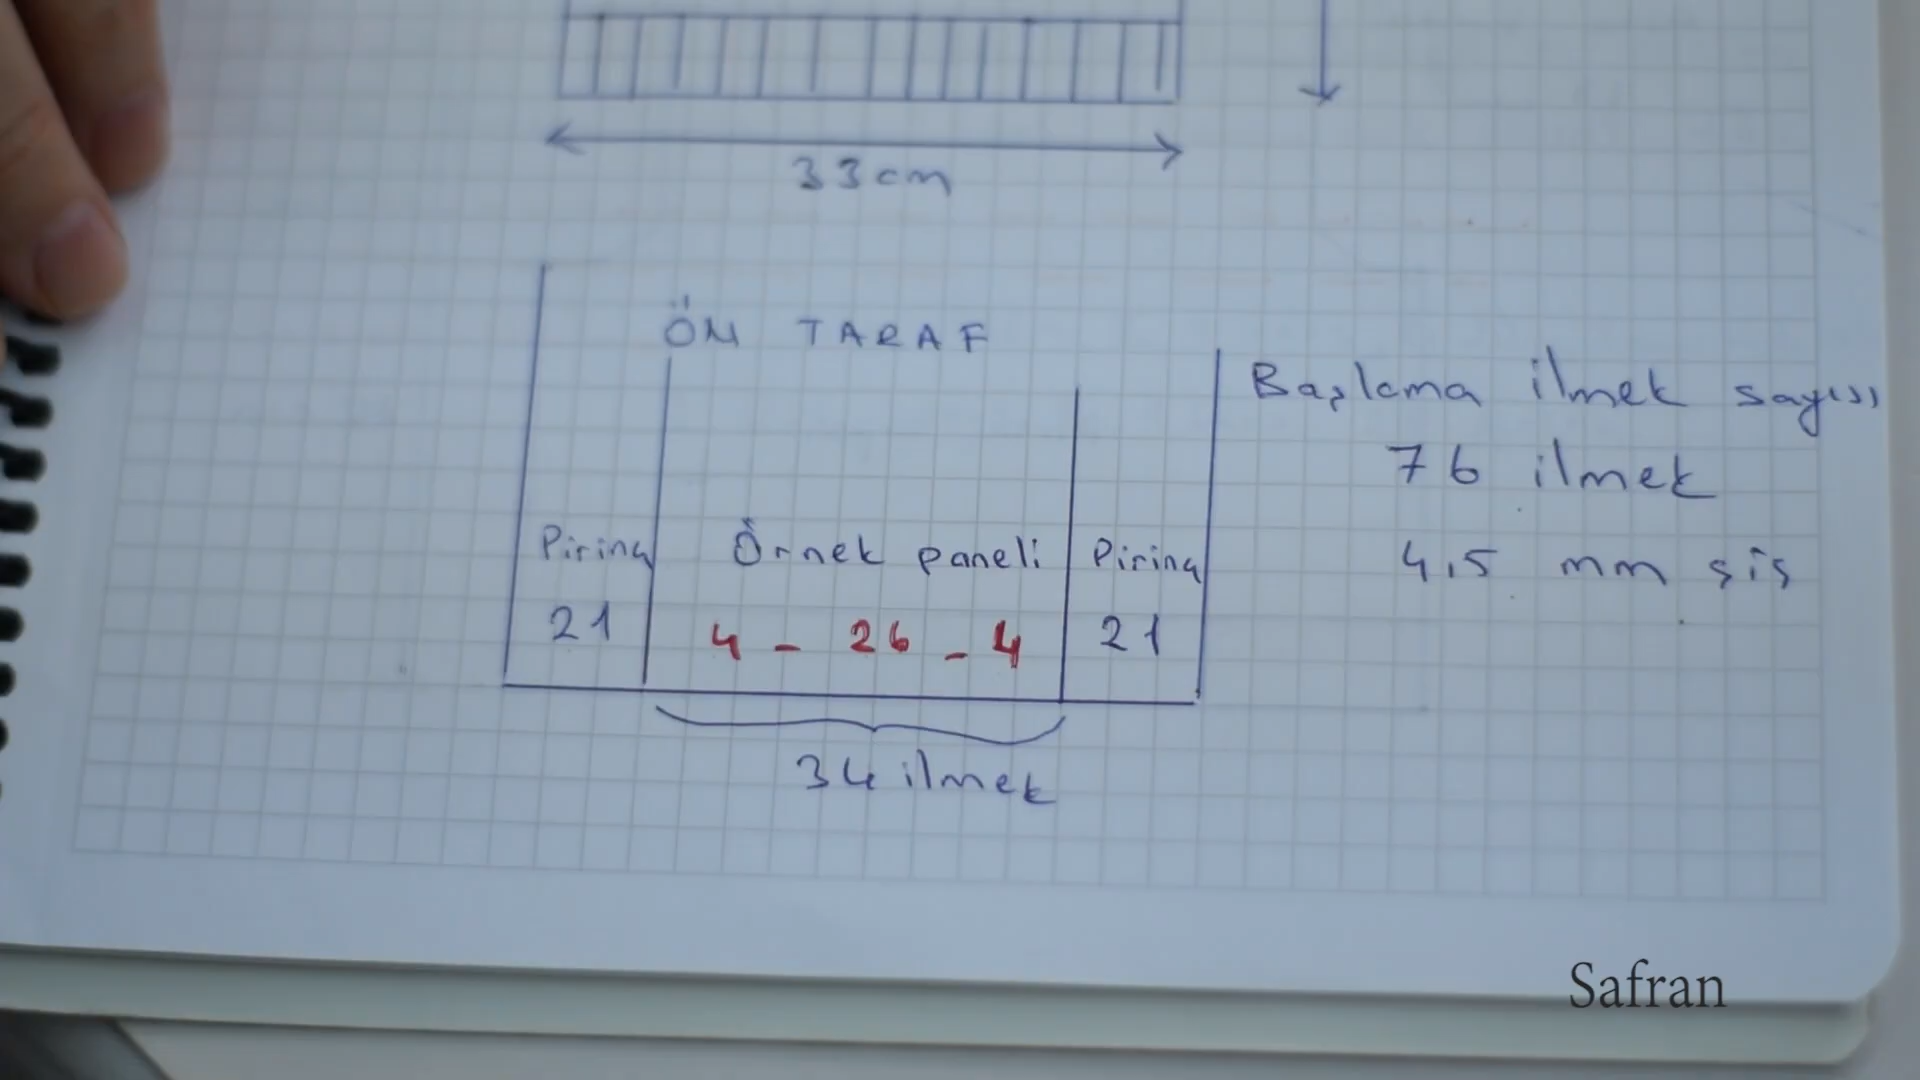 33cm
ÖN TARAF
Başlama ilmek sayısı
76 ilmek
4,5 mm şiş
Pirinç Örnek paneli Pirinç
21 4 - 26 - 4 21
34 ilmek
Safran